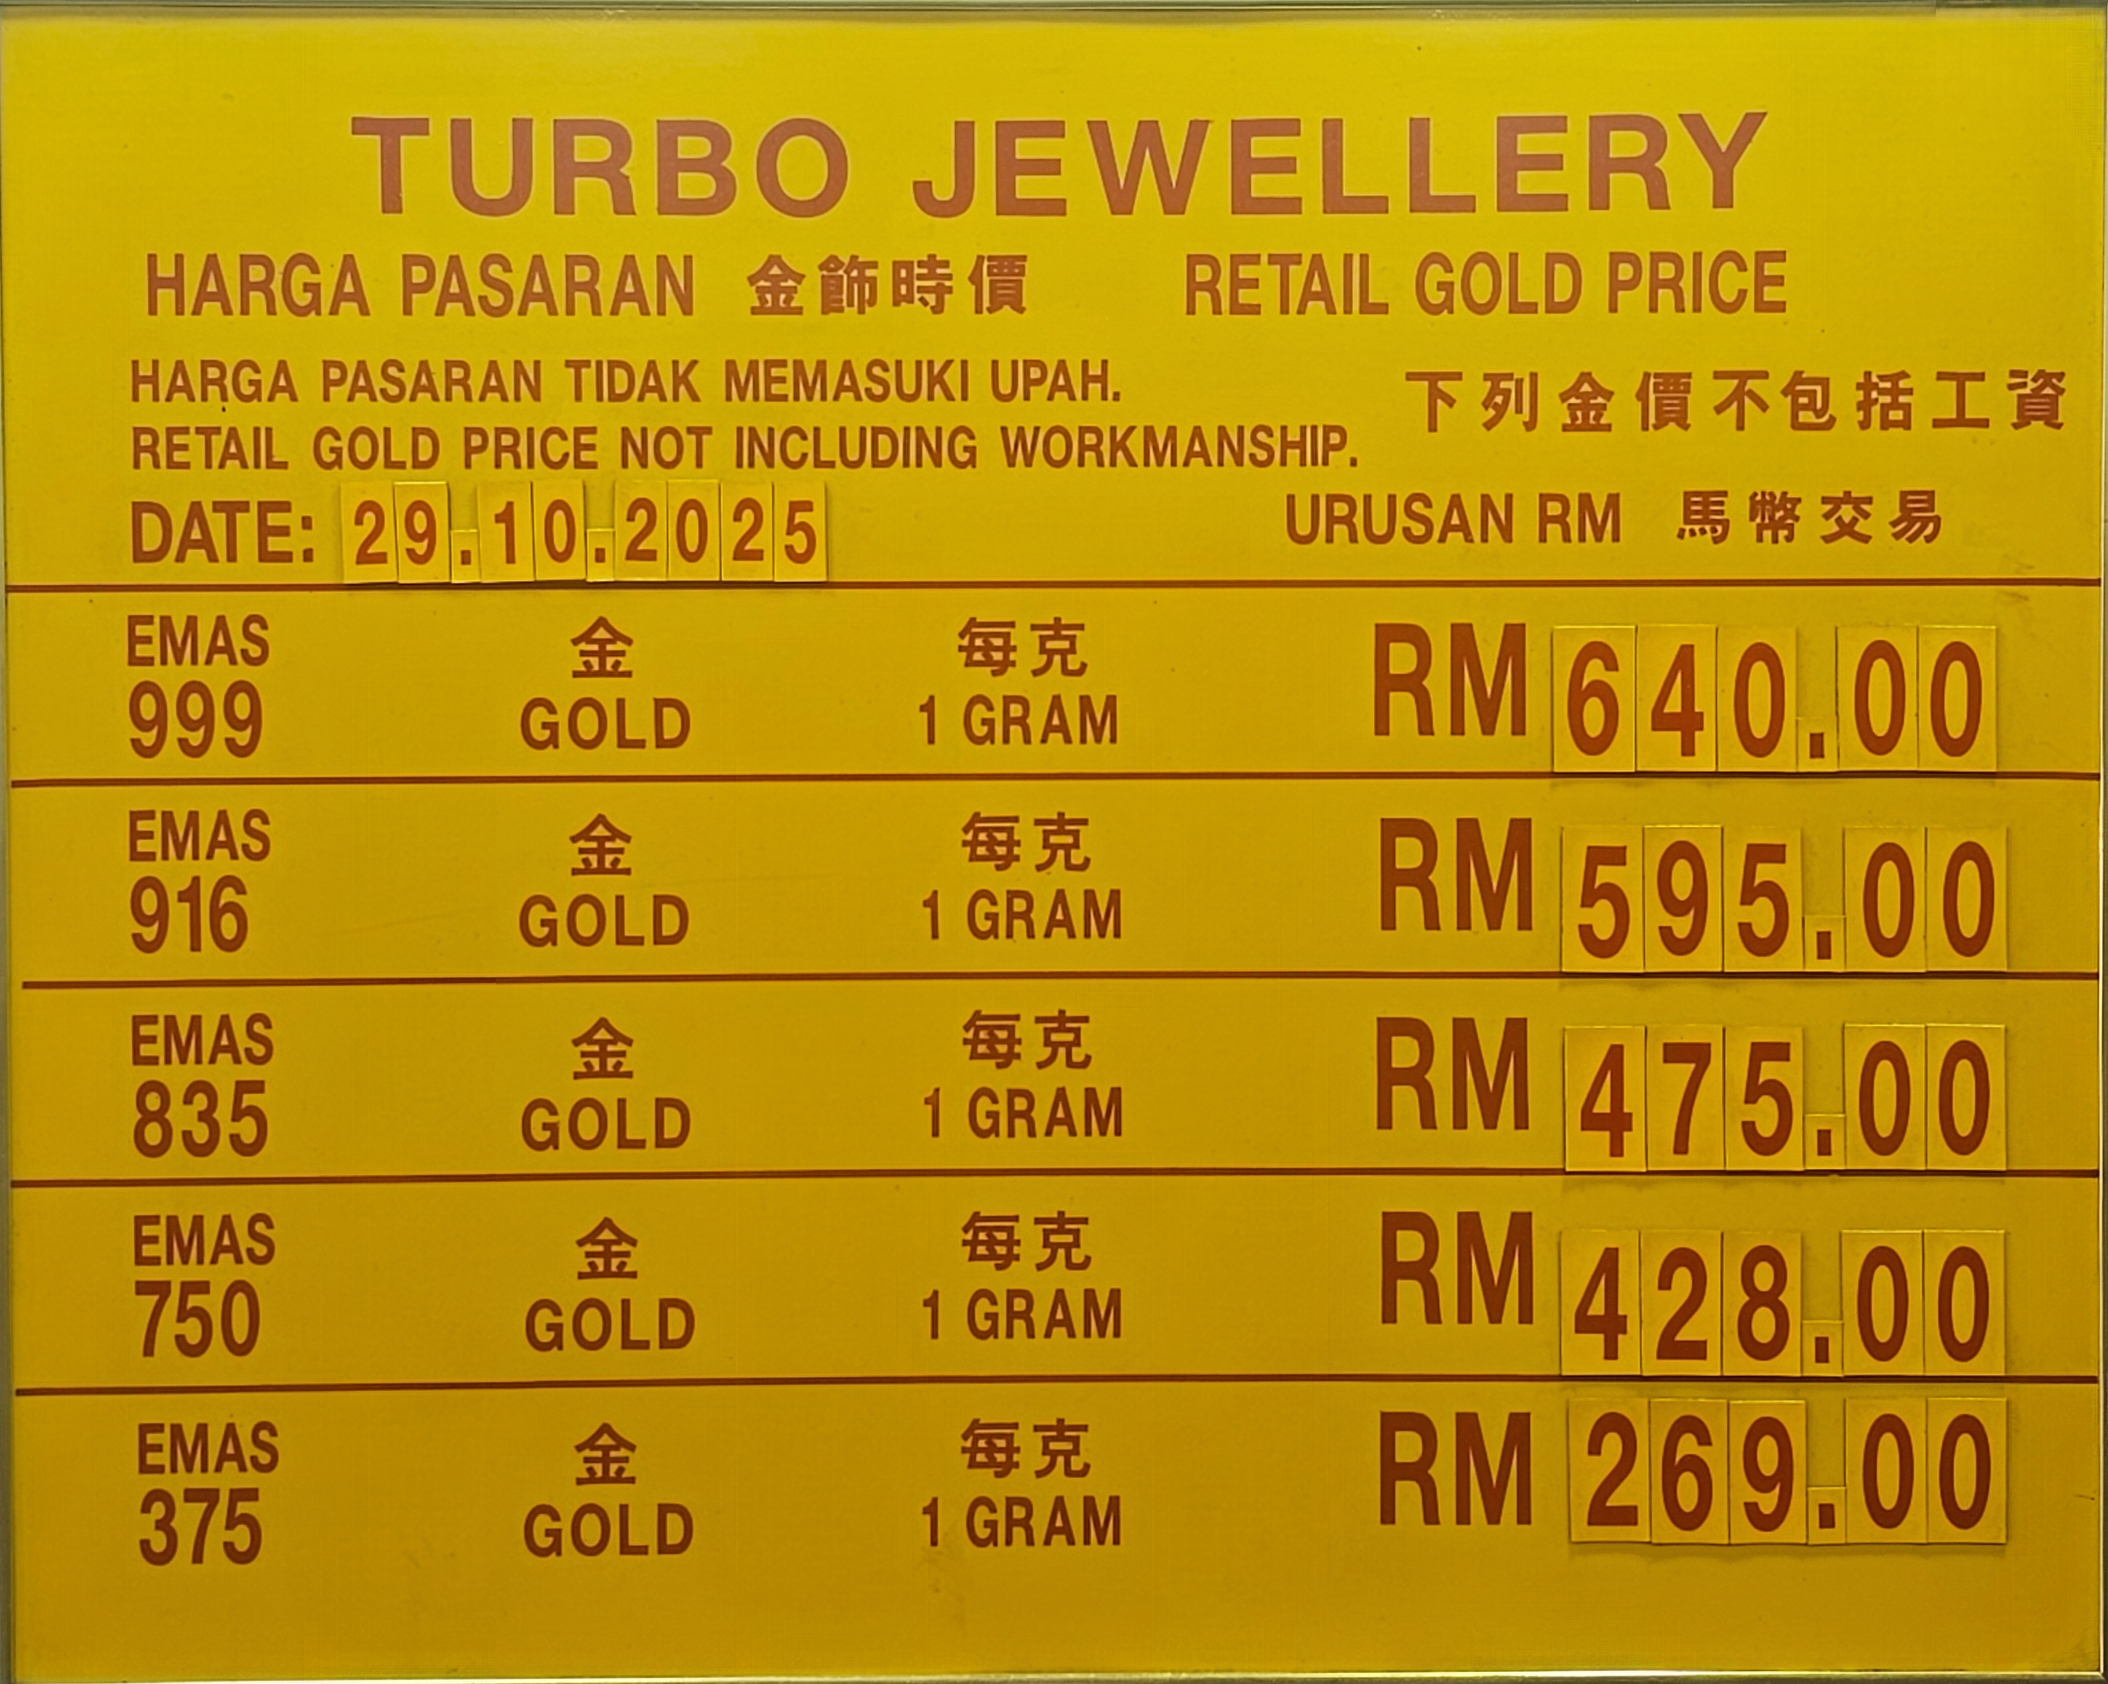 TURBO JEWELLERY
HARGA PASARAN 金飾時價 RETAIL GOLD PRICE
HARGA PASARAN TIDAK MEMASUKI UPAH.
下列金價不包括工資
RETAIL GOLD PRICE NOT INCLUDING WORKMANSHIP.
DATE: 29.10.2025 URUSAN RM 馬幣交易
EMAS 金 每克
999 GOLD 1 GRAM RM 640.00
EMAS 金 每克
916 GOLD 1 GRAM RM 595.00
EMAS 金 每克
835 GOLD 1 GRAM RM 475.00
EMAS 金 每克
750 GOLD 1 GRAM RM 428.00
EMAS 金 每克
375 GOLD 1 GRAM RM 269.00